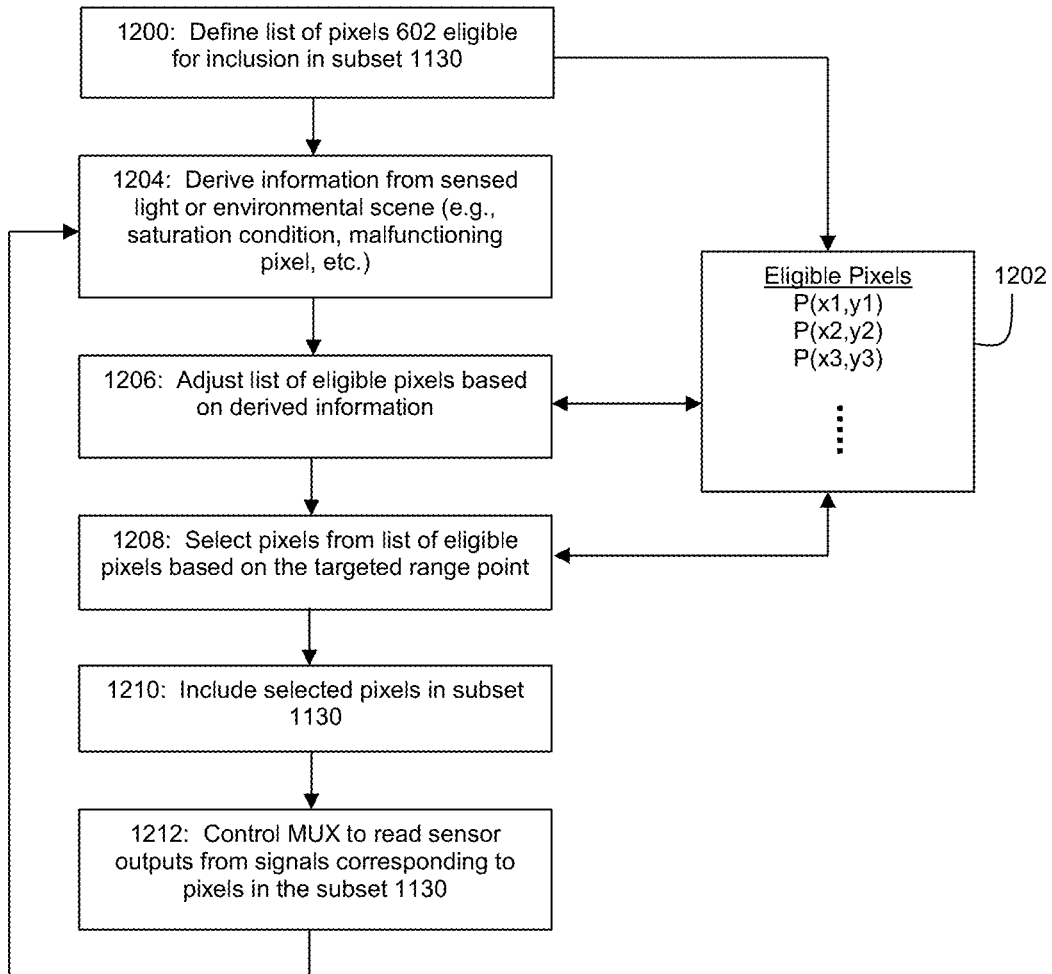 1200: Define list of pixels 602 eligible
for inclusion in subset 1130
1204: Derive information from sensed
light or environmental scene (e.g.,
saturation condition, malfunctioning
pixel, etc.)
1202
Eligible Pixels
P(x1,y1)
P(x2,y2)
P(x3,y3)
1206: Adjust list of eligible pixels based
on derived information
1208: Select pixels from list of eligible
pixels based on the targeted range point
1210: Include selected pixels in subset
1130
1212: Control MUX to read sensor
outputs from signals corresponding to
pixels in the subset 1130